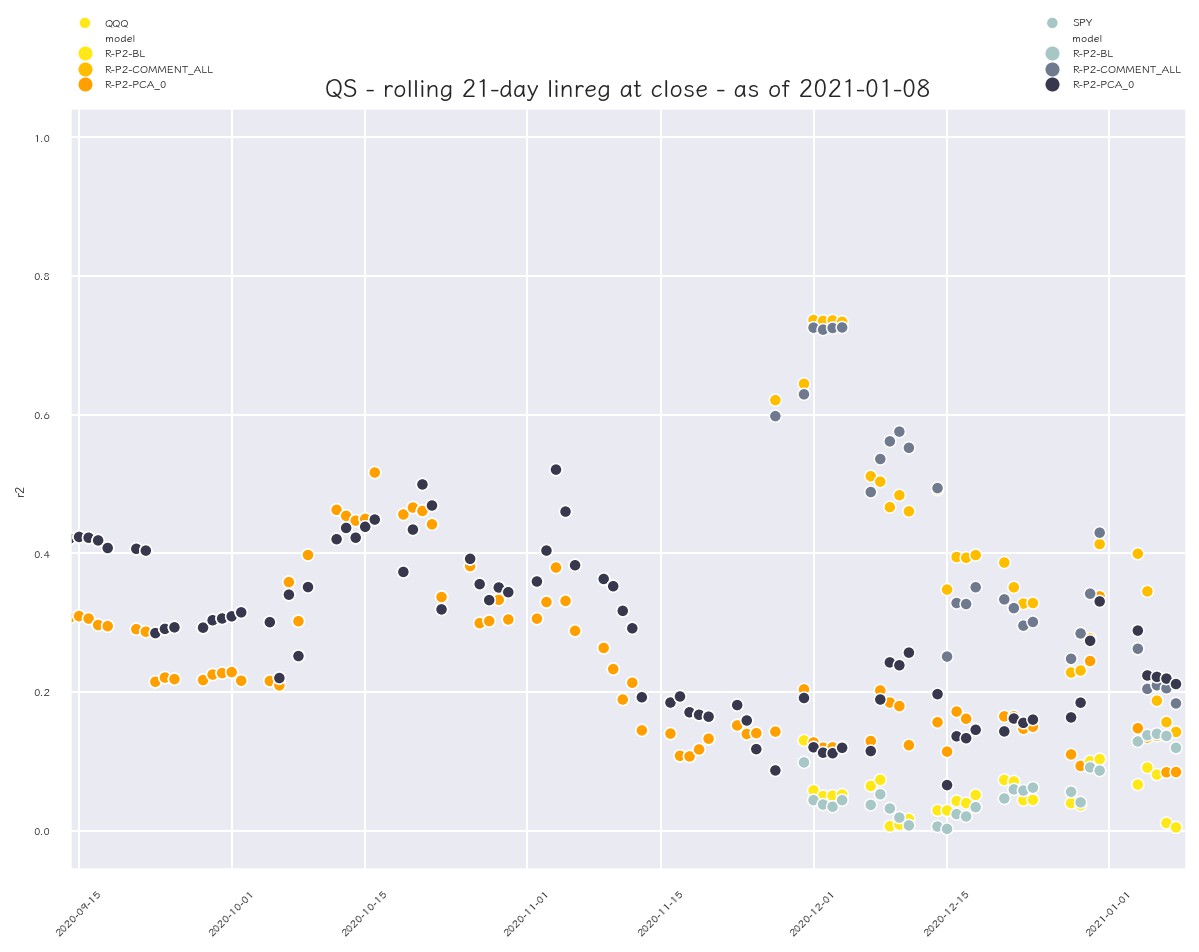 QQQ
model
R-P2-BL
R-P2-COMMENT_ALL
R-P2-PCA_0
SPY
model
R-P2-BL
R-P2-COMMENT_ALL
R-P2-PCA_0
QS - rolling 21-day linreg at close - as of 2021-01-08
1.0
0.8
0.6
r2
0.4
0.2
0.0
2020-09-15
2020-10-01
2020-10-15
2020-11-01
2020-11-15
2020-12-01
2020-12-15
2021-01-01